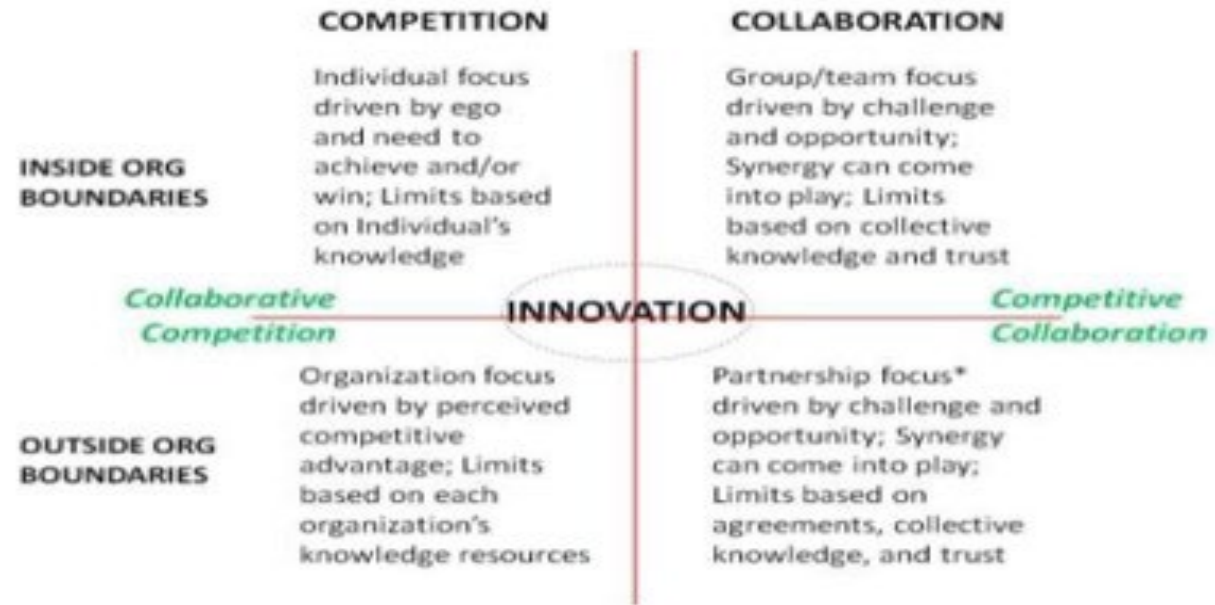 COMPETITION
COLLABORATION
INSIDE ORG
BOUNDARIES
Individual focus
driven by ego
and need to
achieve and/or
win; Limits based
on Individual's
knowledge
Group/team focus
driven by challenge
and opportunity;
Synergy can come
into play; Limits
based on collective
knowledge and trust
Collaborative
Competition
INNOVATION
Competitive
Collaboration
OUTSIDE ORG
BOUNDARIES
Organization focus
driven by perceived
competitive
advantage; Limits
based on each
organization's
knowledge resources
Partnership focus*
driven by challenge and
opportunity; Synergy
can come into play;
Limits based on
agreements, collective
knowledge, and trust